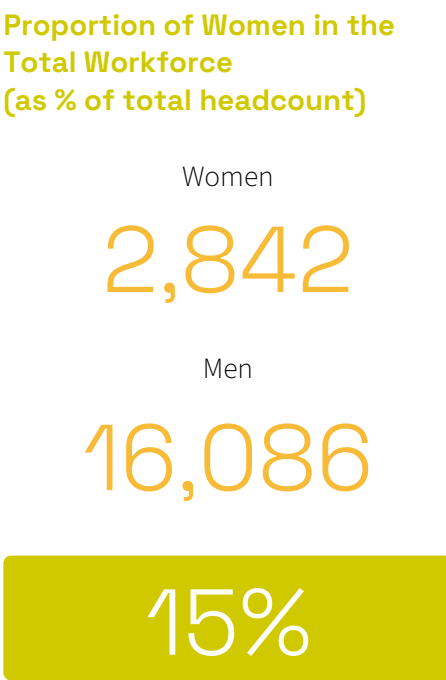 Proportion of Women in the
Total Workforce
(as % of total headcount)
Women
2,842
Men
16,086
15%